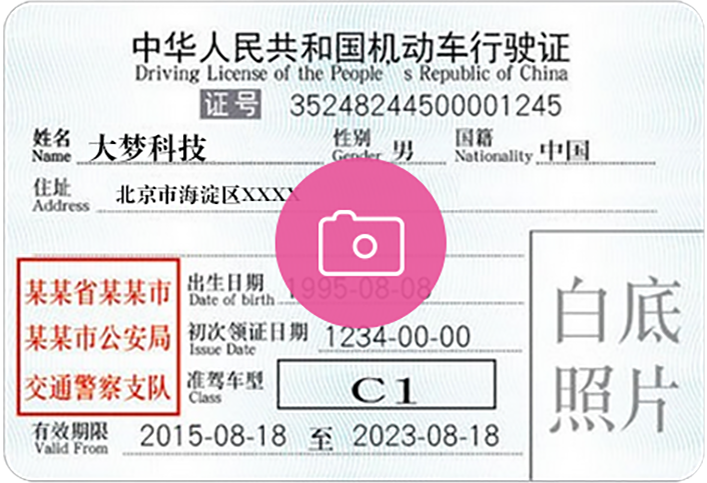 中华人民共和国机动车行驶证
Driving License of the People s Republic of China
证号 35248244500001245
姓名 大梦科技 性别 男 国籍 中国
Name Gender Nationality
住址 北京市海淀区XXXX
Address
某某省某某市
某某市公安局
交通警察支队
出生日期 1995-08-08
Date of birth
初次领证日期 1234-00-00
Issue Date
准驾车型 C1
Class
有效期限 2015-08-18 至 2023-08-18
Valid From
白底
照片